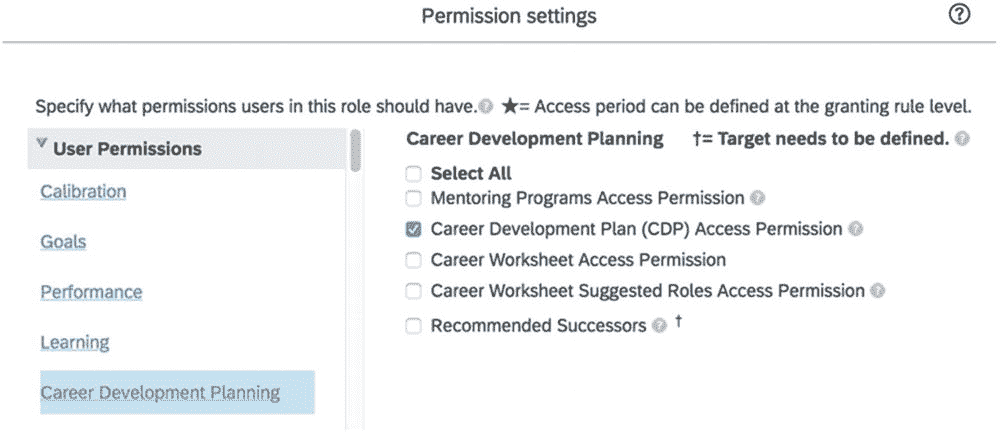 Permission settings
Specify what permissions users in this role should have. ★= Access period can be defined at the granting rule level.
User Permissions
Calibration
Goals
Performance
Learning
Career Development Planning
Career Development Planning †= Target needs to be defined.
Select All
Mentoring Programs Access Permission
Career Development Plan (CDP) Access Permission
Career Worksheet Access Permission
Career Worksheet Suggested Roles Access Permission
Recommended Successors †